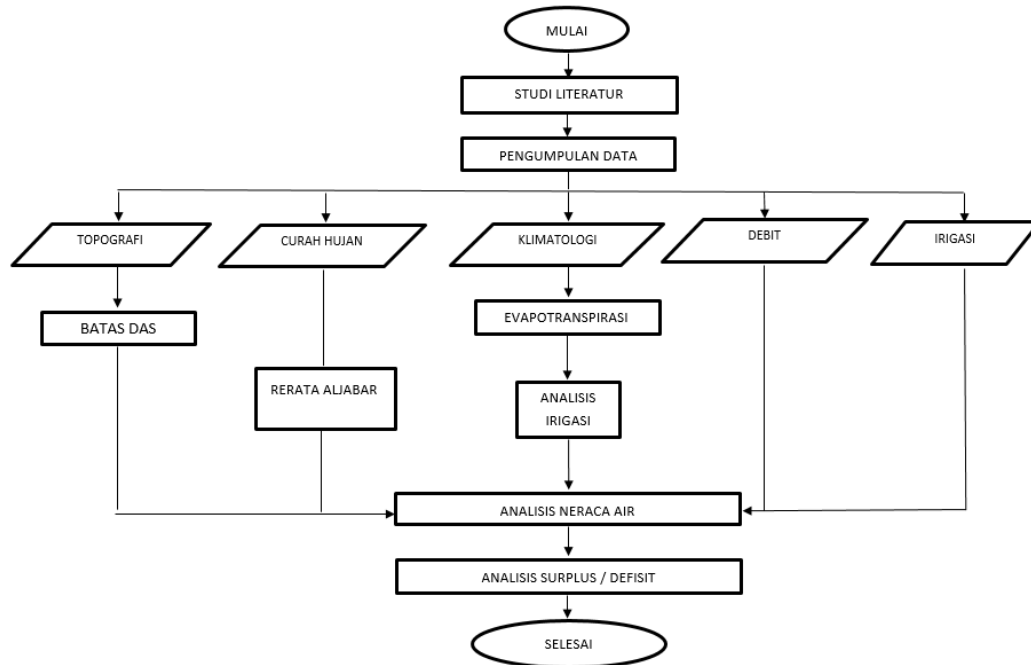 MULAI
STUDI LITERATUR
PENGUMPULAN DATA
TOPOGRAFI
CURAH HUJAN
KLIMATOLOGI
DEBIT
IRIGASI
BATAS DAS
EVAPOTRANSPIRASI
RERATA ALJABAR
ANALISIS
IRIGASI
ANALISIS NERACA AIR
ANALISIS SURPLUS / DEFISIT
SELESAI